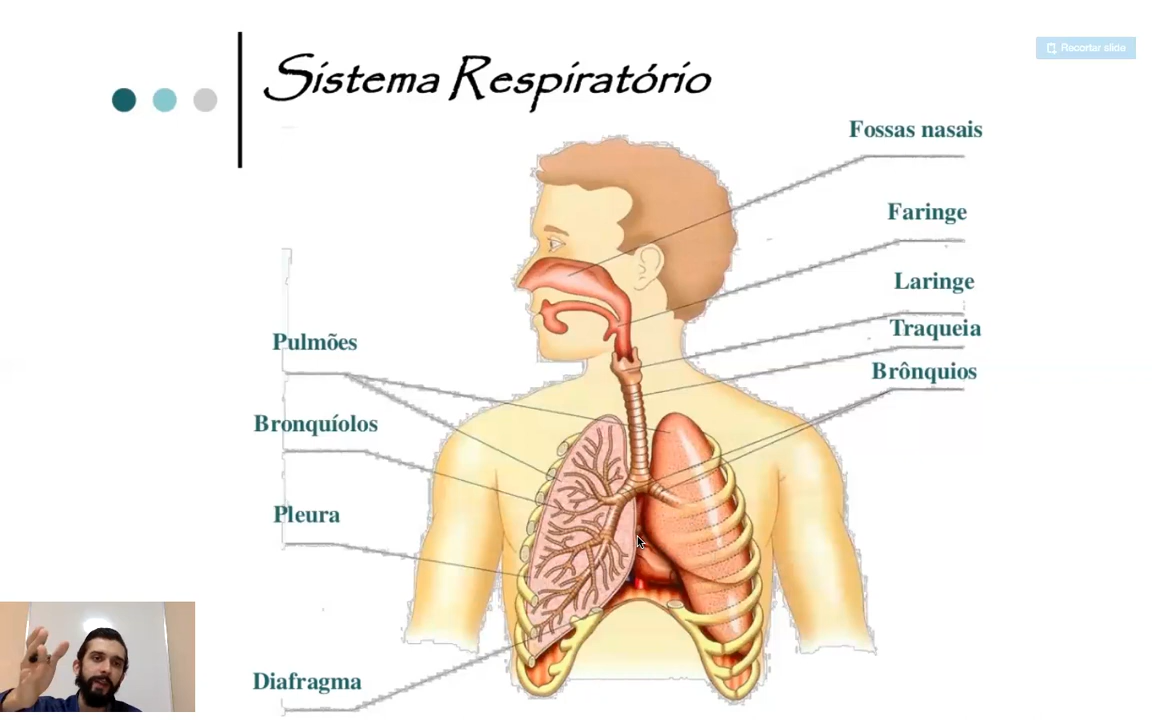 Sistema Respiratório
Recortar slide
Fossas nasais
Faringe
Laringe
Traqueia
Brônquios
Pulmões
Bronquíolos
Pleura
Diafragma